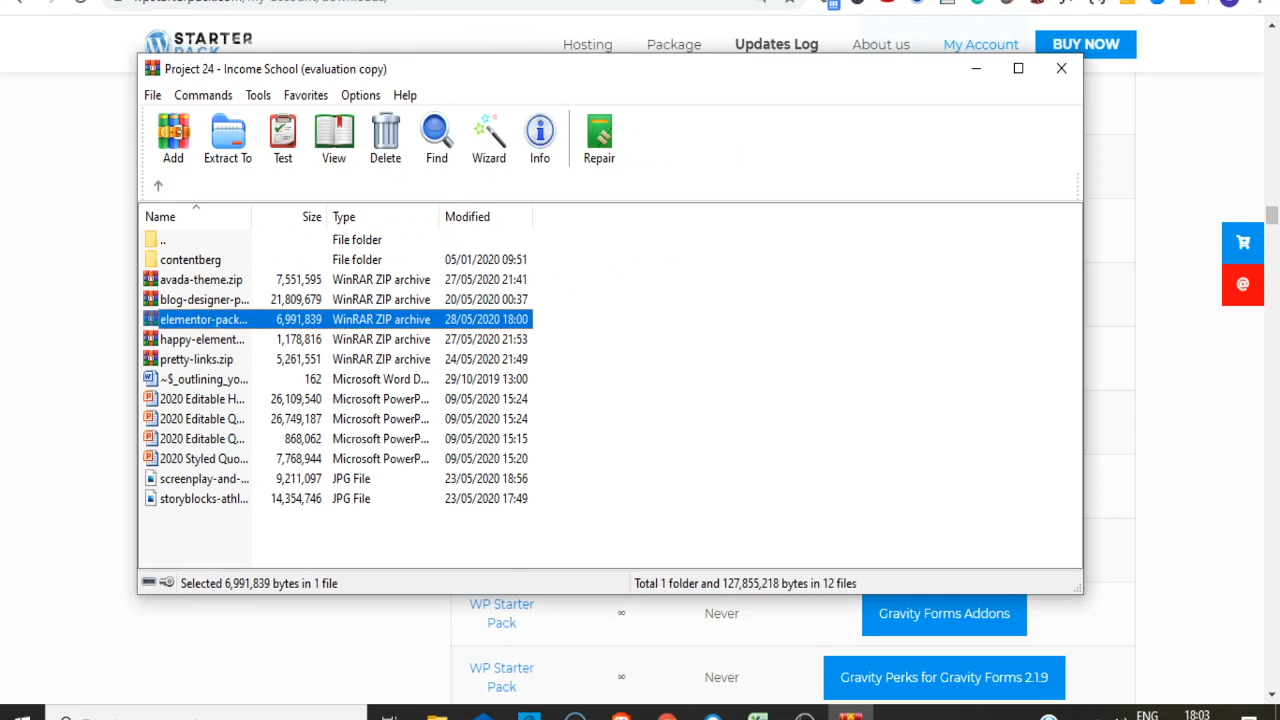 STARTER
Hosting Package Updates Log About us My Account BUY NOW
Project 24 - Income School (evaluation copy)
File Commands Tools Favorites Options Help
Add Extract To Test View Delete Find Wizard Info Repair
Name Size Type Modified
.. File folder
contentberg File folder 05/01/2020 09:51
avada-theme.zip 7,551,595 WinRAR ZIP archive 27/05/2020 21:41
blog-designer-p... 21,809,679 WinRAR ZIP archive 20/05/2020 00:37
elementor-pack... 6,991,839 WinRAR ZIP archive 28/05/2020 18:00
happy-element... 1,178,816 WinRAR ZIP archive 27/05/2020 21:53
pretty-links.zip 5,261,551 WinRAR ZIP archive 24/05/2020 21:49
~$_outlining_yo... 162 Microsoft Word D... 29/10/2019 13:00
2020 Editable H... 26,109,540 Microsoft PowerP... 09/05/2020 15:24
2020 Editable Q... 26,749,187 Microsoft PowerP... 09/05/2020 15:24
2020 Editable Q... 868,062 Microsoft PowerP... 09/05/2020 15:15
2020 Styled Quo... 7,768,944 Microsoft PowerP... 09/05/2020 15:20
screenplay-and-... 9,211,097 JPG File 23/05/2020 18:56
storyblocks-athl... 14,354,746 JPG File 23/05/2020 17:49
Selected 6,991,839 bytes in 1 file Total 1 folder and 127,855,218 bytes in 12 files
WP Starter
Pack ∞ Never Gravity Forms Addons
WP Starter
Pack ∞ Never Gravity Perks for Gravity Forms 2.1.9
ENG 18:03